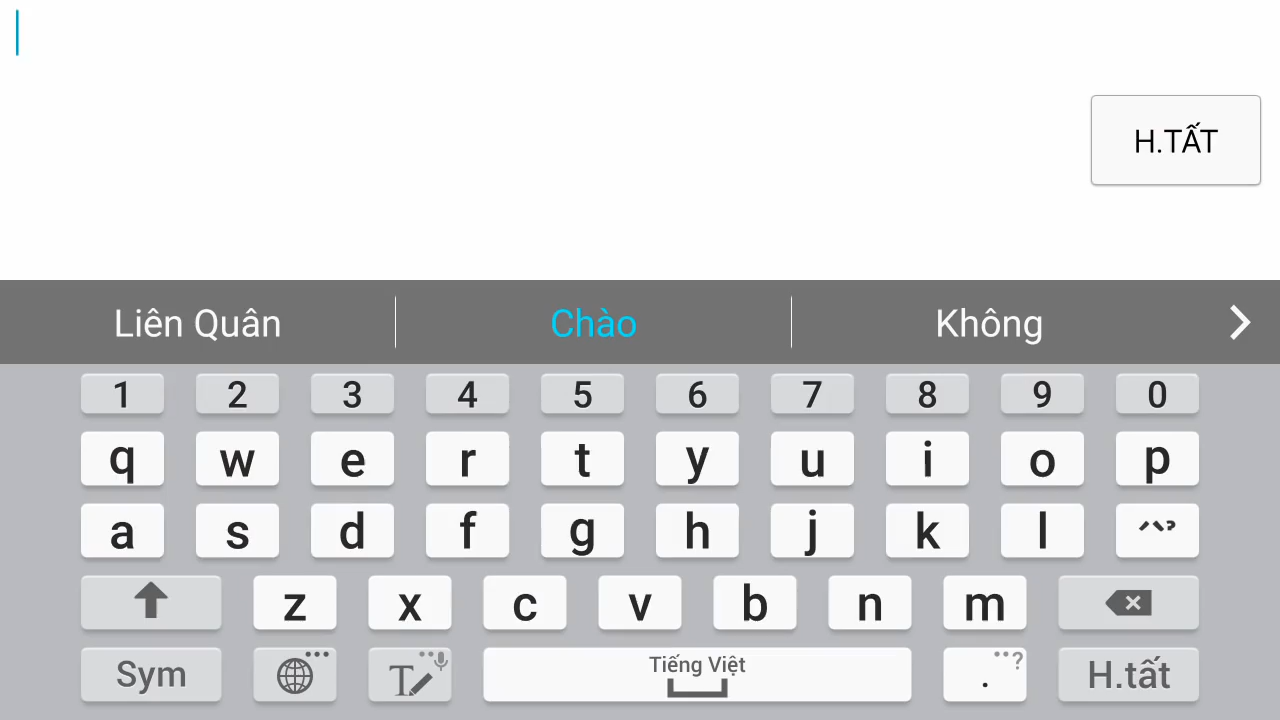 H.TẤT
Liên Quân Chào Không
1 2 3 4 5 6 7 8 9 0
q w e r t y u i o p
a s d f g h j k l ^~?
z x c v b n m
Sym T Tiếng Việt . ? H.tất